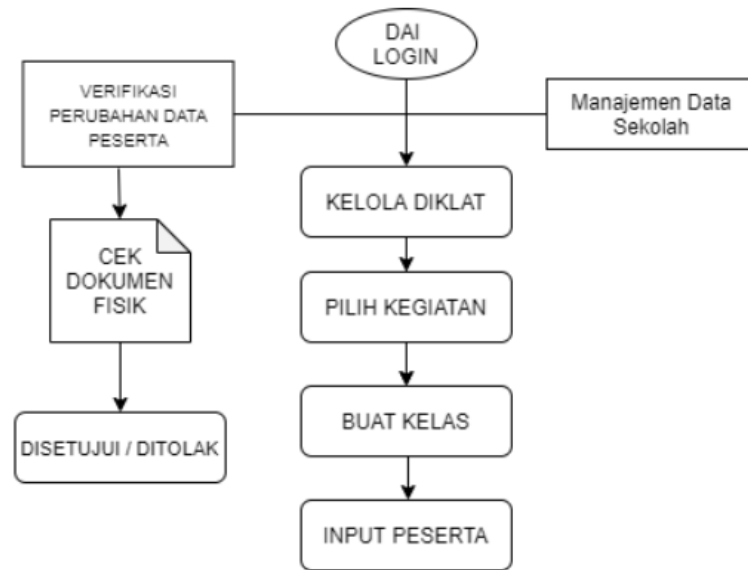 DAI
LOGIN
VERIFIKASI
PERUBAHAN DATA
PESERTA
Manajemen Data
Sekolah
KELOLA DIKLAT
CEK
DOKUMEN
FISIK
PILIH KEGIATAN
BUAT KELAS
DISETUJUI / DITOLAK
INPUT PESERTA